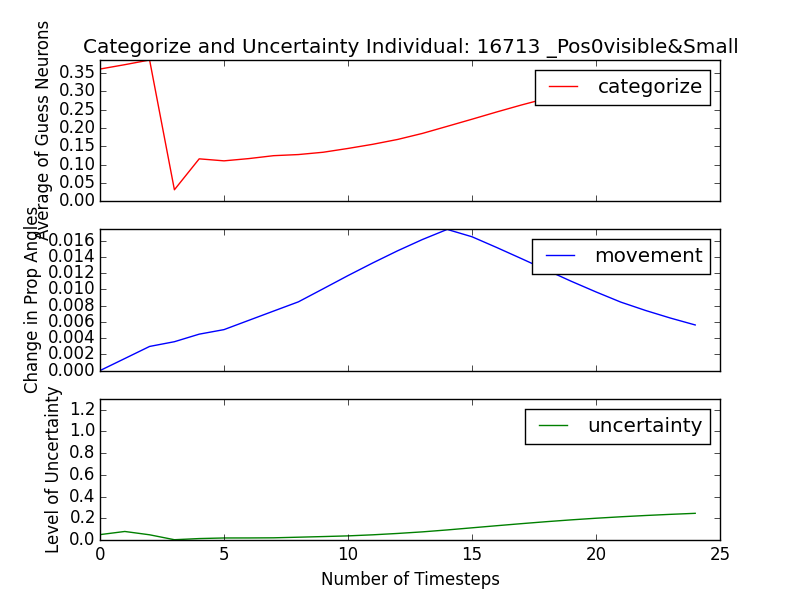 Categorize and Uncertainty Individual: 16713 _Pos0visible&Small
Average of Guess Neurons
0.35
0.30
0.25
0.20
0.15
0.10
0.05
0.00
categorize
Change in Prop Angles
0.016
0.014
0.012
0.010
0.008
0.006
0.004
0.002
0.000
movement
Level of Uncertainty
1.2
1.0
0.8
0.6
0.4
0.2
0.0
uncertainty
0 5 10 15 20 25
Number of Timesteps